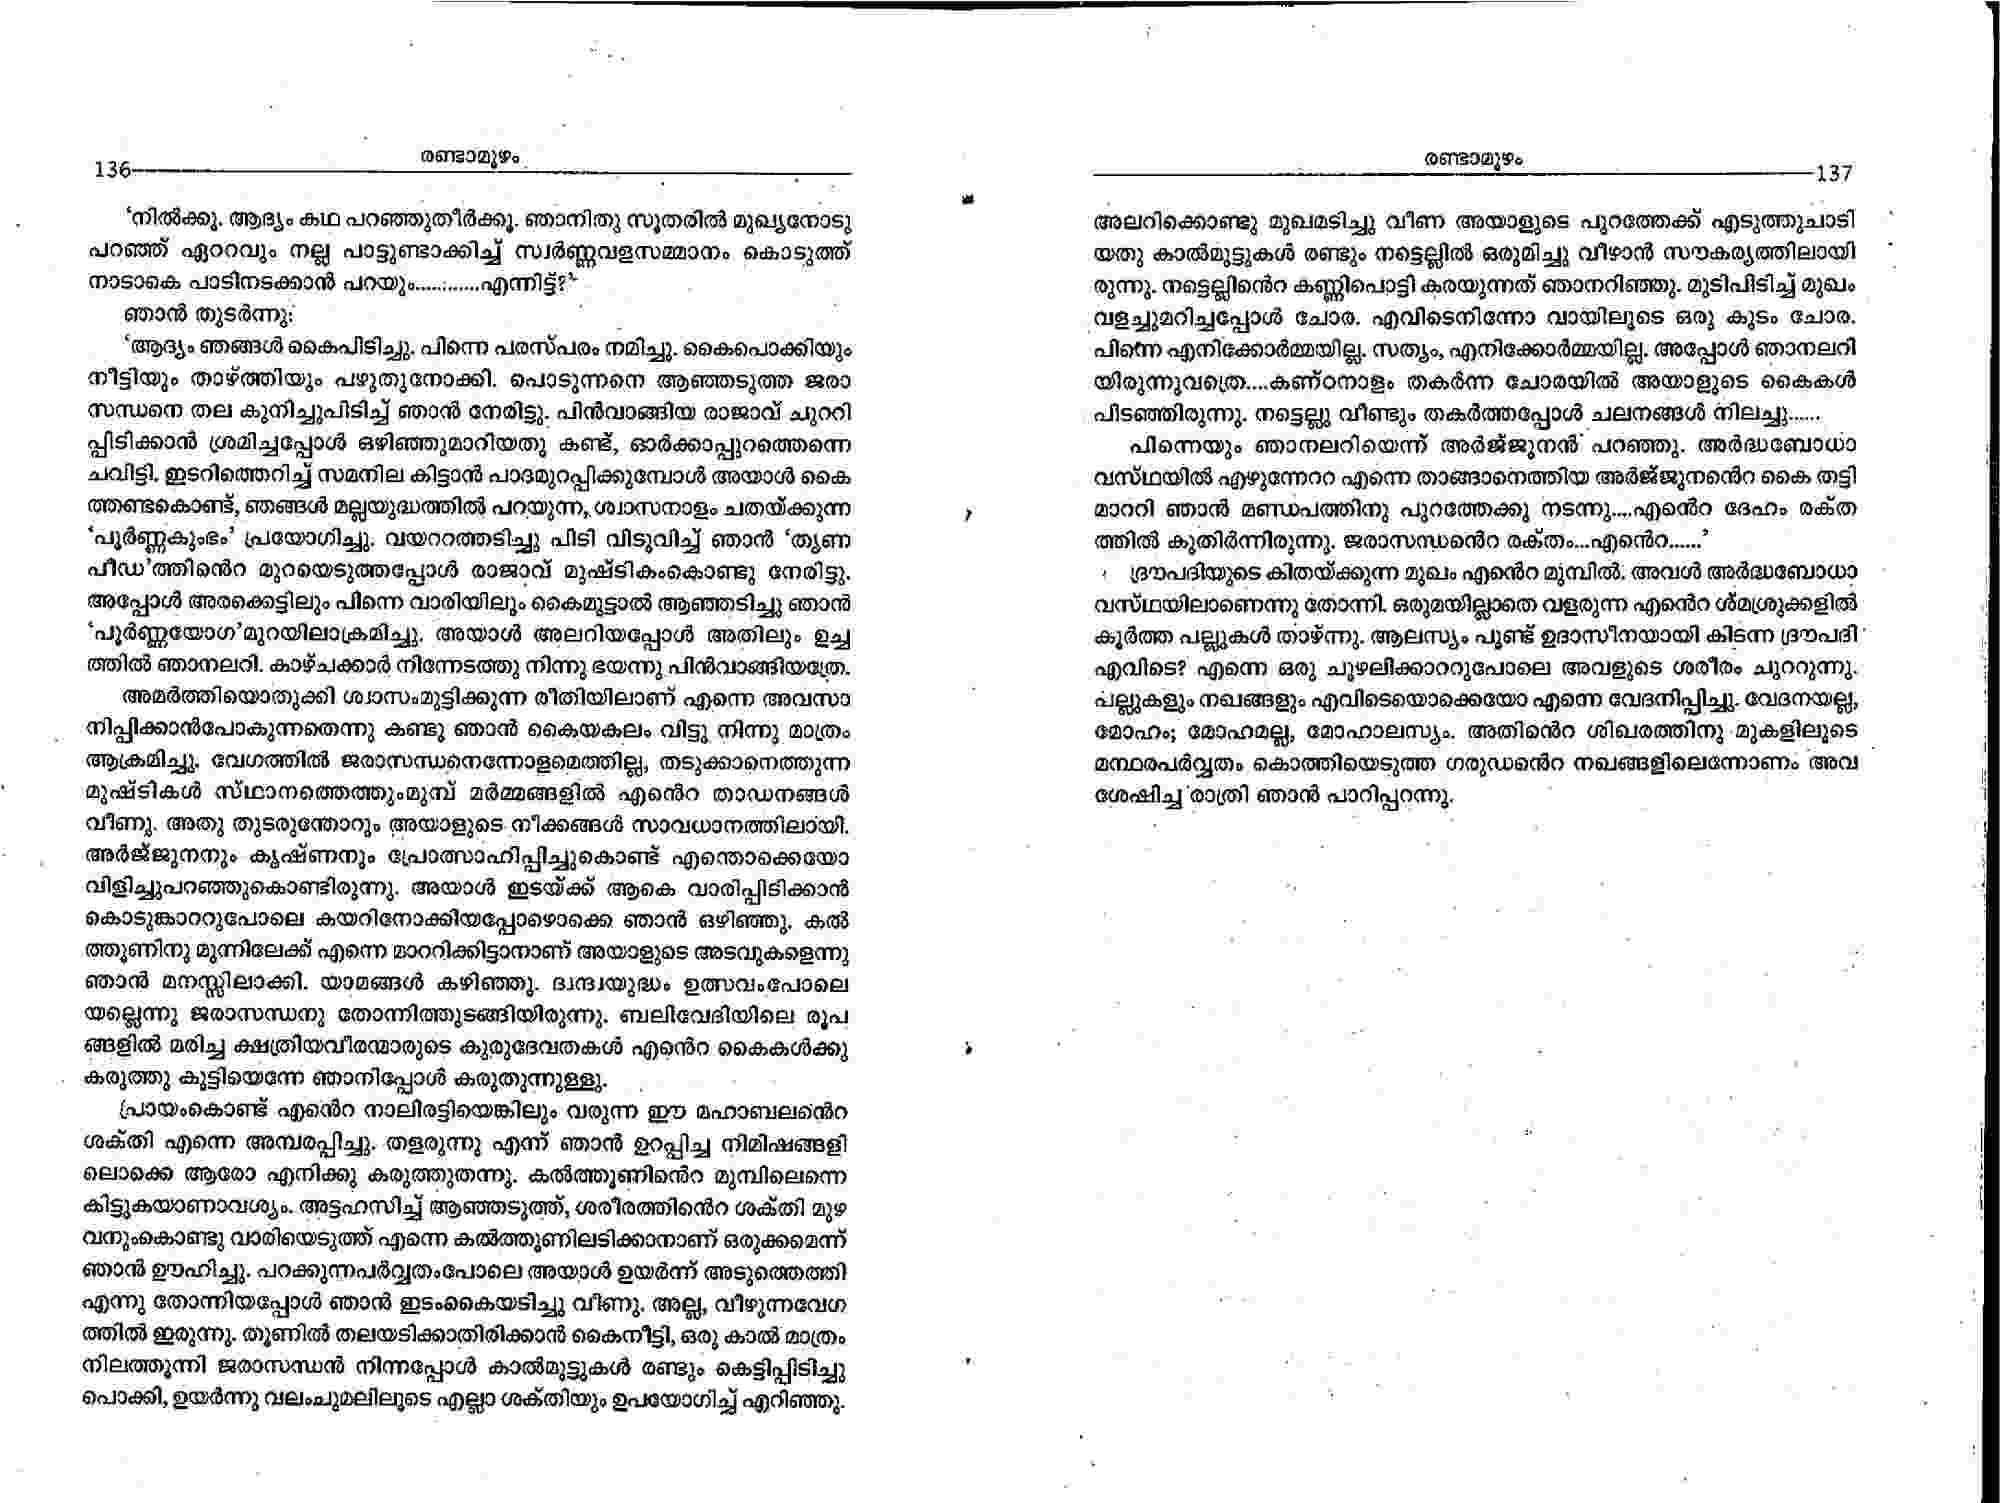 136
രണ്ടാമൂഴം
‘നിൽക്കൂ. ആദ്യം കഥ പറഞ്ഞുതീർക്കൂ. ഞാനിതു സൂതരിൽ മുഖ്യനോടു
പറഞ്ഞ് ഏററവും നല്ല പാട്ടുണ്ടാക്കിച്ച് സ്വർണ്ണവളസമ്മാനം കൊടുത്ത്
നാടാകെ പാടിനടക്കാൻ പറയും............എന്നിട്ട്?’
ഞാൻ തുടർന്നു:
‘ആദ്യം ഞങ്ങൾ കൈപിടിച്ചു. പിന്നെ പരസ്പരം നമിച്ചു. കൈപൊക്കിയും
നീട്ടിയും താഴ്ത്തിയും പഴുതുനോക്കി. പൊടുന്നനെ ആഞ്ഞടുത്ത ജരാ
സന്ധനെ തല കുനിച്ചുപിടിച്ച് ഞാൻ നേരിട്ടു. പിൻവാങ്ങിയ രാജാവ് ചുററി
പ്പിടിക്കാൻ ശ്രമിച്ചപ്പോൾ ഒഴിഞ്ഞുമാറിയതു കണ്ട്, ഓർക്കാപ്പുറത്തെന്നെ
ചവിട്ടി. ഇടറിത്തെറിച്ച് സമനില കിട്ടാൻ പാദമുറപ്പിക്കുമ്പോൾ അയാൾ കൈ
ത്തണ്ടകൊണ്ട്, ഞങ്ങൾ മല്ലയുദ്ധത്തിൽ പറയുന്ന, ശ്വാസനാളം ചതയ്ക്കുന്ന
‘പൂർണ്ണകുംഭം’ പ്രയോഗിച്ചു. വയററത്തടിച്ചു പിടി വിടുവിച്ച് ഞാൻ ‘തൃണ
പീഡ’ത്തിൻെറ മുറയെടുത്തപ്പോൾ രാജാവ് മുഷ്ടികംകൊണ്ടു നേരിട്ടു.
അപ്പോൾ അരക്കെട്ടിലും പിന്നെ വാരിയിലും കൈമുട്ടാൽ ആഞ്ഞടിച്ചു ഞാൻ
‘പൂർണ്ണയോഗ’മുറയിലാക്രമിച്ചു. അയാൾ അലറിയപ്പോൾ അതിലും ഉച്ച
ത്തിൽ ഞാനലറി. കാഴ്ചക്കാർ നിന്നേടത്തു നിന്നു ഭയന്നു പിൻവാങ്ങിയത്രേ.
അമർത്തിയൊതുക്കി ശ്വാസംമുട്ടിക്കുന്ന രീതിയിലാണ് എന്നെ അവസാ
നിപ്പിക്കാൻപോകുന്നതെന്നു കണ്ടു ഞാൻ കൈയകലം വിട്ടു നിന്നു മാത്രം
ആക്രമിച്ചു. വേഗത്തിൽ ജരാസന്ധനെന്നോളമെത്തില്ല, തടുക്കാനെത്തുന്ന
മുഷ്ടികൾ സ്ഥാനത്തെത്തുംമുമ്പ് മർമ്മങ്ങളിൽ എൻെറ താഡനങ്ങൾ
വീണു. അതു തുടരുന്തോറും അയാളുടെ നീക്കങ്ങൾ സാവധാനത്തിലായി.
അർജ്ജുനനും കൃഷ്ണനും പ്രോത്സാഹിപ്പിച്ചുകൊണ്ട് എന്തൊക്കെയോ
വിളിച്ചുപറഞ്ഞുകൊണ്ടിരുന്നു. അയാൾ ഇടയ്ക്ക് ആകെ വാരിപ്പിടിക്കാൻ
കൊടുങ്കാററുപോലെ കയറിനോക്കിയപ്പോഴൊക്കെ ഞാൻ ഒഴിഞ്ഞു. കൽ
ത്തൂണിനു മുന്നിലേക്ക് എന്നെ മാററിക്കിട്ടാനാണ് അയാളുടെ അടവുകളെന്നു
ഞാൻ മനസ്സിലാക്കി. യാമങ്ങൾ കഴിഞ്ഞു. ദ്വന്ദ്വയുദ്ധം ഉത്സവംപോലെ
യല്ലെന്നു ജരാസന്ധനു തോന്നിത്തുടങ്ങിയിരുന്നു. ബലിവേദിയിലെ രൂപ
ങ്ങളിൽ മരിച്ച ക്ഷത്രിയവീരന്മാരുടെ കുരുദേവതകൾ എൻെറ കൈകൾക്കു
കരുത്തു കൂട്ടിയെന്നേ ഞാനിപ്പോൾ കരുതുന്നുള്ളൂ.
പ്രായംകൊണ്ട് എൻെറ നാലിരട്ടിയെങ്കിലും വരുന്ന ഈ മഹാബലൻെറ
ശക്തി എന്നെ അമ്പരപ്പിച്ചു. തളരുന്നു എന്ന് ഞാൻ ഉറപ്പിച്ച നിമിഷങ്ങളി
ലൊക്കെ ആരോ എനിക്കു കരുത്തുതന്നു. കൽത്തൂണിൻെറ മുമ്പിലെന്നെ
കിട്ടുകയാണാവശ്യം. അട്ടഹസിച്ച് ആഞ്ഞടുത്ത്, ശരീരത്തിൻെറ ശക്തി മുഴ
വനുംകൊണ്ടു വാരിയെടുത്ത് എന്നെ കൽത്തൂണിലടിക്കാനാണ് ഒരുക്കമെന്ന്
ഞാൻ ഊഹിച്ചു. പറക്കുന്നപർവ്വതംപോലെ അയാൾ ഉയർന്ന് അടുത്തെത്തി
എന്നു തോന്നിയപ്പോൾ ഞാൻ ഇടംകൈയടിച്ചു വീണു. അല്ല, വീഴുന്നവേഗ
ത്തിൽ ഇരുന്നു. തൂണിൽ തലയടിക്കാതിരിക്കാൻ കൈനീട്ടി, ഒരു കാൽ മാത്രം
നിലത്തൂന്നി ജരാസന്ധൻ നിന്നപ്പോൾ കാൽമുട്ടുകൾ രണ്ടും കെട്ടിപ്പിടിച്ചു
പൊക്കി, ഉയർന്നു വലംചുമലിലൂടെ എല്ലാ ശക്തിയും ഉപയോഗിച്ച് എറിഞ്ഞു.
രണ്ടാമൂഴം
137
അലറിക്കൊണ്ടു മുഖമടിച്ചു വീണ അയാളുടെ പുറത്തേക്ക് എടുത്തുചാടി
യതു കാൽമുട്ടുകൾ രണ്ടും നട്ടെല്ലിൽ ഒരുമിച്ചു വീഴാൻ സൗകര്യത്തിലായി
രുന്നു. നട്ടെല്ലിൻെറ കണ്ണിപൊട്ടി കരയുന്നത് ഞാനറിഞ്ഞു. മുടിപിടിച്ച് മുഖം
വളച്ചുമറിച്ചപ്പോൾ ചോര. എവിടെനിന്നോ വായിലൂടെ ഒരു കുടം ചോര.
പിന്നെ എനിക്കോർമ്മയില്ല. സത്യം, എനിക്കോർമ്മയില്ല. അപ്പോൾ ഞാനലറി
യിരുന്നുവത്രെ....കണ്ഠനാളം തകർന്ന ചോരയിൽ അയാളുടെ കൈകൾ
പിടഞ്ഞിരുന്നു. നട്ടെല്ലു വീണ്ടും തകർത്തപ്പോൾ ചലനങ്ങൾ നിലച്ചു......
പിന്നെയും ഞാനലറിയെന്ന് അർജ്ജുനൻ പറഞ്ഞു. അർദ്ധബോധാ
വസ്ഥയിൽ എഴുന്നേററ എന്നെ താങ്ങാനെത്തിയ അർജ്ജുനൻെറ കൈ തട്ടി
മാററി ഞാൻ മണ്ഡപത്തിനു പുറത്തേക്കു നടന്നു....എൻെറ ദേഹം രക്ത
ത്തിൽ കുതിർന്നിരുന്നു. ജരാസന്ധൻെറ രക്തം...എൻെറ......’
ദ്രൗപദിയുടെ കിതയ്ക്കുന്ന മുഖം എൻെറ മുമ്പിൽ. അവൾ അർദ്ധബോധാ
വസ്ഥയിലാണെന്നു തോന്നി. ഒരുമയില്ലാതെ വളരുന്ന എൻെറ ശ്മശ്രുക്കളിൽ
കൂർത്ത പല്ലുകൾ താഴ്ന്നു. ആലസ്യം പൂണ്ട് ഉദാസീനയായി കിടന്ന ദ്രൗപദി
എവിടെ? എന്നെ ഒരു ചുഴലിക്കാററുപോലെ അവളുടെ ശരീരം ചുററുന്നു.
പല്ലുകളും നഖങ്ങളും എവിടെയൊക്കെയോ എന്നെ വേദനിപ്പിച്ചു. വേദനയല്ല,
മോഹം; മോഹമല്ല, മോഹാലസ്യം. അതിൻെറ ശിഖരത്തിനു മുകളിലൂടെ
മന്ഥരപർവ്വതം കൊത്തിയെടുത്ത ഗരുഡൻെറ നഖങ്ങളിലെന്നോണം അവ
ശേഷിച്ച രാത്രി ഞാൻ പാറിപ്പറന്നു.